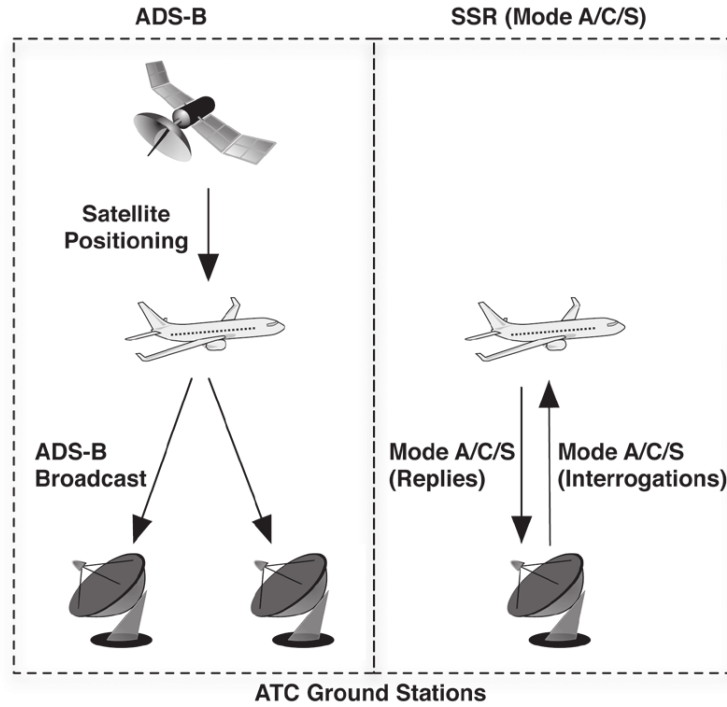 ADS-B
SSR (Mode A/C/S)
Satellite
Positioning
ADS-B
Broadcast
Mode A/C/S
(Replies)
Mode A/C/S
(Interrogations)
ATC Ground Stations